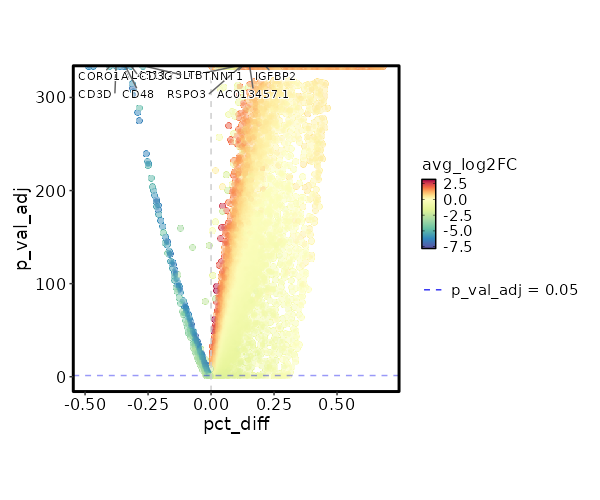 CORO1A CD3G LTB TNNT1 IGFBP2
CD3D CD48 RSPO3 AC013457.1
300
200
100
0
p_val_adj
-0.50 -0.25 0.00 0.25 0.50
pct_diff
avg_log2FC
2.5
0.0
-2.5
-5.0
-7.5
p_val_adj = 0.05